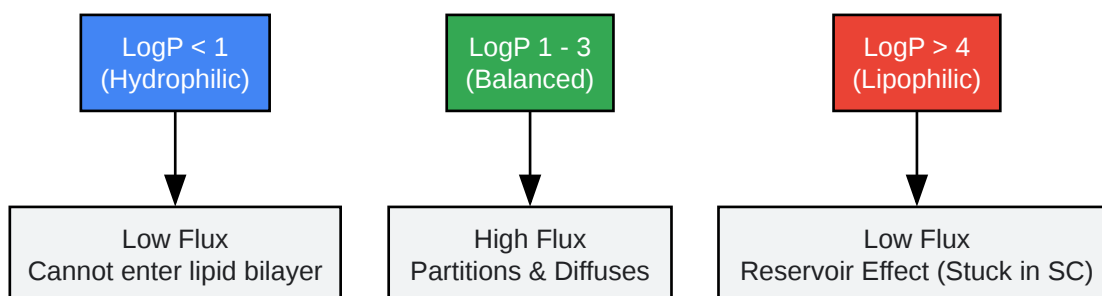 LogP < 1
(Hydrophilic)
LogP 1 - 3
(Balanced)
LogP > 4
(Lipophilic)
Low Flux
Cannot enter lipid bilayer
High Flux
Partitions & Diffuses
Low Flux
Reservoir Effect (Stuck in SC)